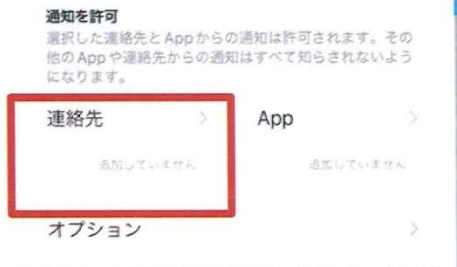 通知を許可
選択した連絡先とAppからの通知は許可されます。その
他のAppや連絡先からの通知はすべて知らされないよう
になります。
連絡先
App
追加していません
追加していません
オプション